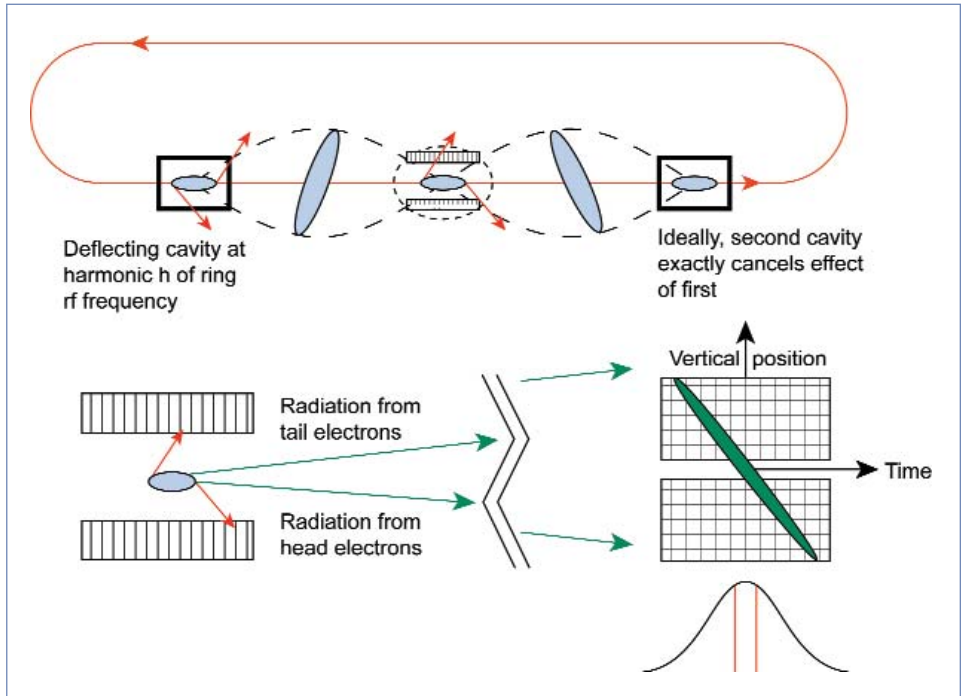 Deflecting cavity at
harmonic h of ring
rf frequency
Ideally, second cavity
exactly cancels effect
of first
Vertical position
Radiation from
tail electrons
Time
Radiation from
head electrons